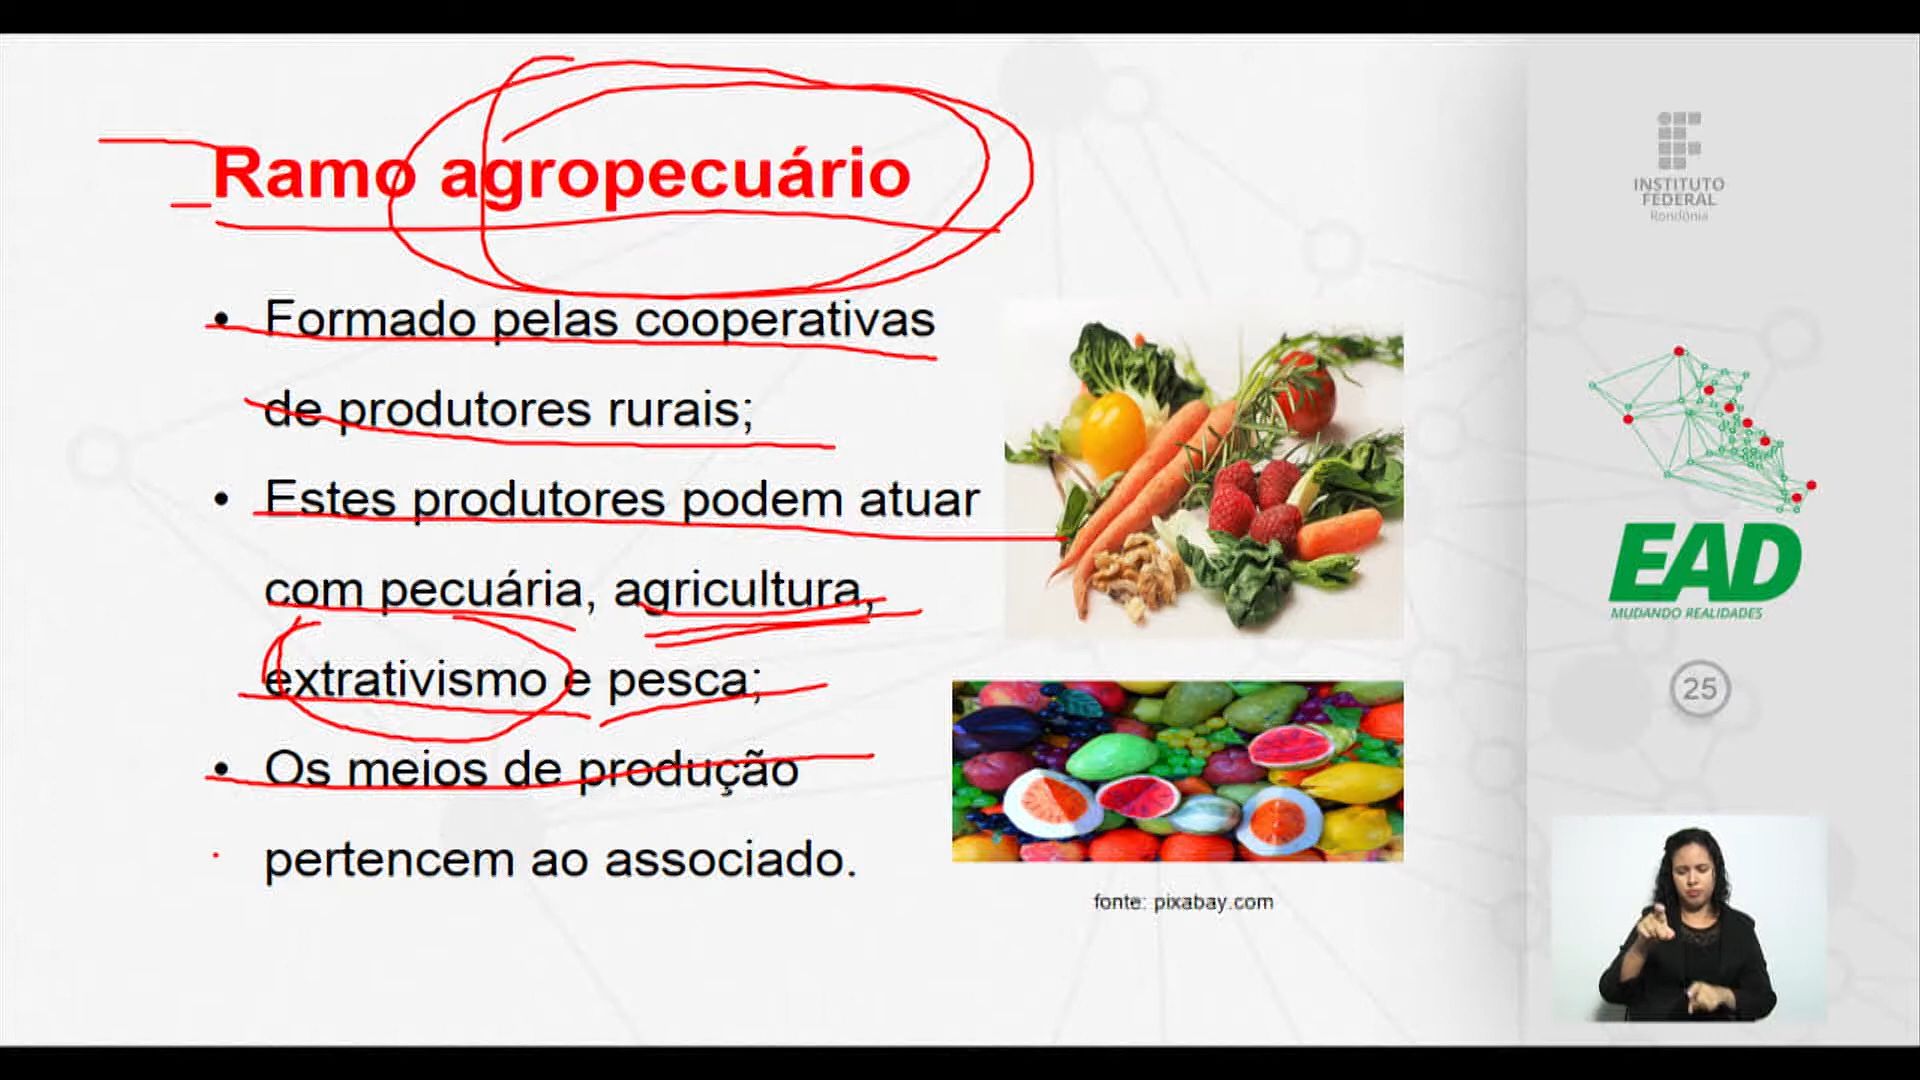 Ramo agropecuário
• Formado pelas cooperativas
de produtores rurais;
• Estes produtores podem atuar
com pecuária, agricultura,
extrativismo e pesca;
• Os meios de produção
pertencem ao associado.
fonte: pixabay.com
INSTITUTO
FEDERAL
Rondônia
EAD
MUDANDO REALIDADES
25